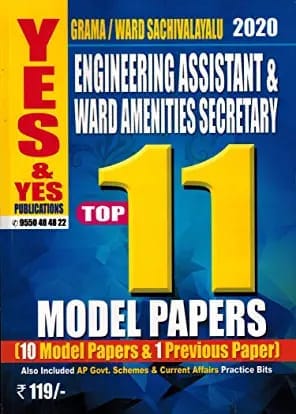 YES
&
YES
PUBLICATIONS
✆ 9550 48 48 22
GRAMA / WARD SACHIVALAYALU 2020
ENGINEERING ASSISTANT &
WARD AMENITIES SECRETARY
TOP 11
MODEL PAPERS
(10 Model Papers & 1 Previous Paper)
Also Included AP Govt. Schemes & Current Affairs Practice Bits
₹ 119/-